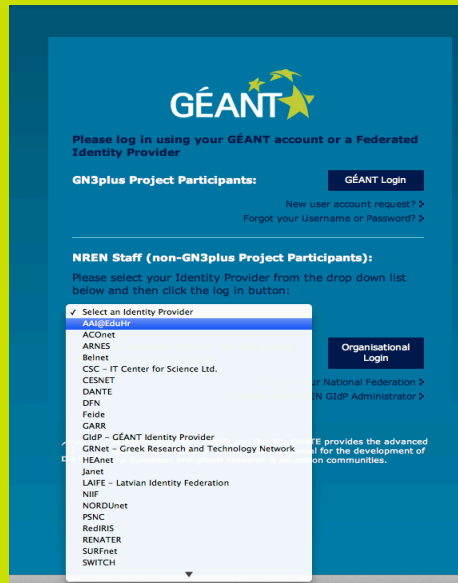 GÉANT
Please log in using your GÉANT account or a Federated
Identity Provider
GN3plus Project Participants:
GÉANT Login
New user account request?
Forgot your Username or Password?
NREN Staff (non-GN3plus Project Participants):
Please select your Identity Provider from the drop down list
below and then click the log in button:
✓ Select an Identity Provider
AAI@EduHr
ACOnet
ARNES
Belnet
CSC – IT Center for Science Ltd.
CESNET
DANTE
DFN
Feide
GARR
GIdP – GÉANT Identity Provider
GRNet – Greek Research and Technology Network
HEAnet
Janet
LAIFE – Latvian Identity Federation
NIIF
NORDUnet
PSNC
RedIRIS
RENATER
SURFnet
SWITCH
Organisational
Login
National Federation
GIdP Administrator
provides the advanced
for the development of
communities.